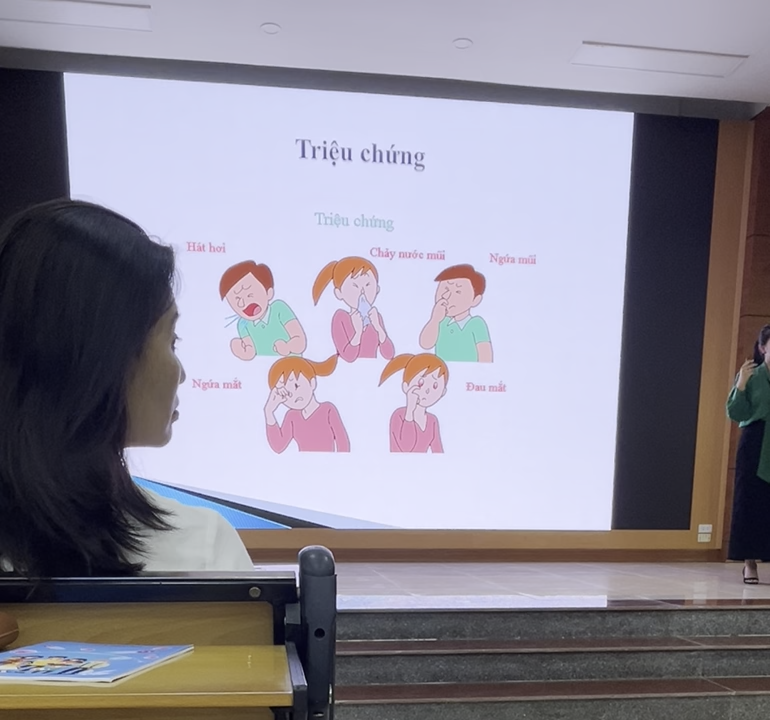 Triệu chứng
Triệu chứng
Hắt hơi
Chảy nước mũi
Ngứa mũi
Ngứa mắt
Đau mắt